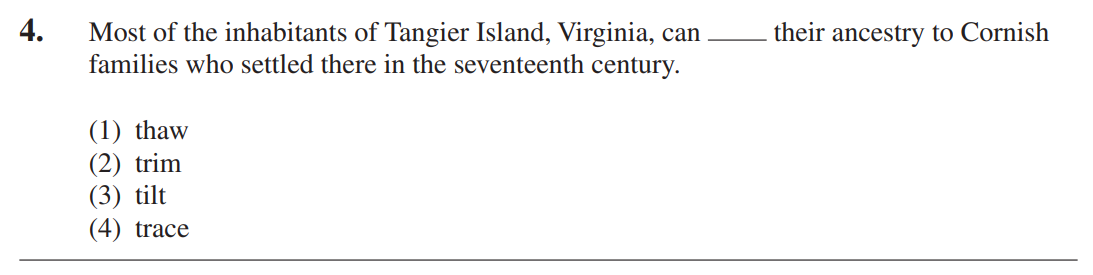 4. Most of the inhabitants of Tangier Island, Virginia, can ____ their ancestry to Cornish
families who settled there in the seventeenth century.
(1) thaw
(2) trim
(3) tilt
(4) trace